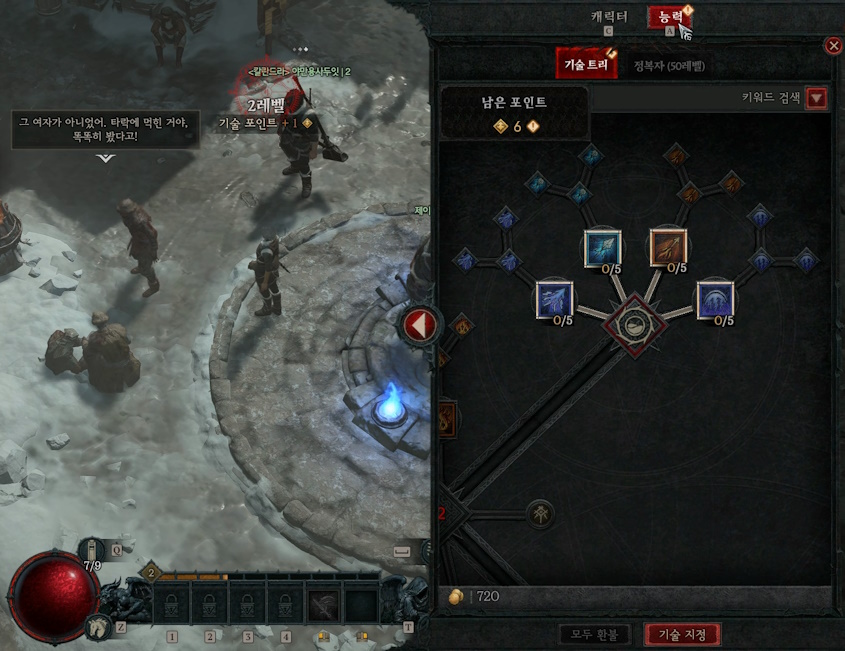 캐릭터
C
능력
A
기술 트리
정복자 (50레벨)
남은 포인트
6
키워드 검색
<칼란드라> 야만용사두잇 | 2
2레벨
기술 포인트 + 1
그 여자가 아니었어. 타락에 먹힌 거야,
똑똑히 봤다고!
제이
0/5
0/5
0/5
0/5
2
Q
7/9
2
Z
1
2
3
4
T
720
모두 환불
기술 지정